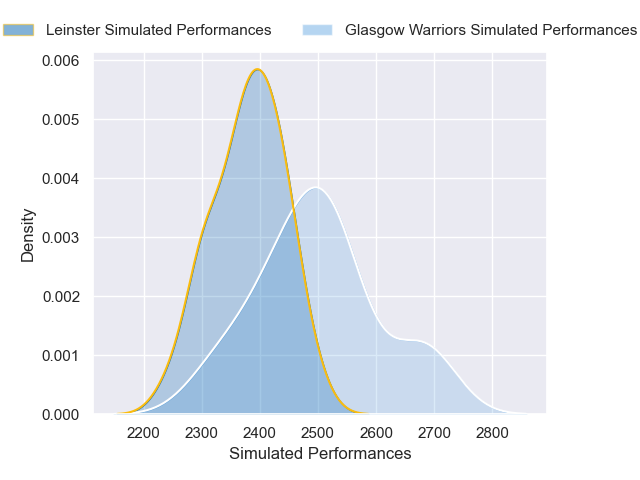 Leinster Simulated Performances Glasgow Warriors Simulated Performances
0.006
0.005
0.004
0.003
0.002
0.001
0.000
Density
2200 2300 2400 2500 2600 2700 2800
Simulated Performances